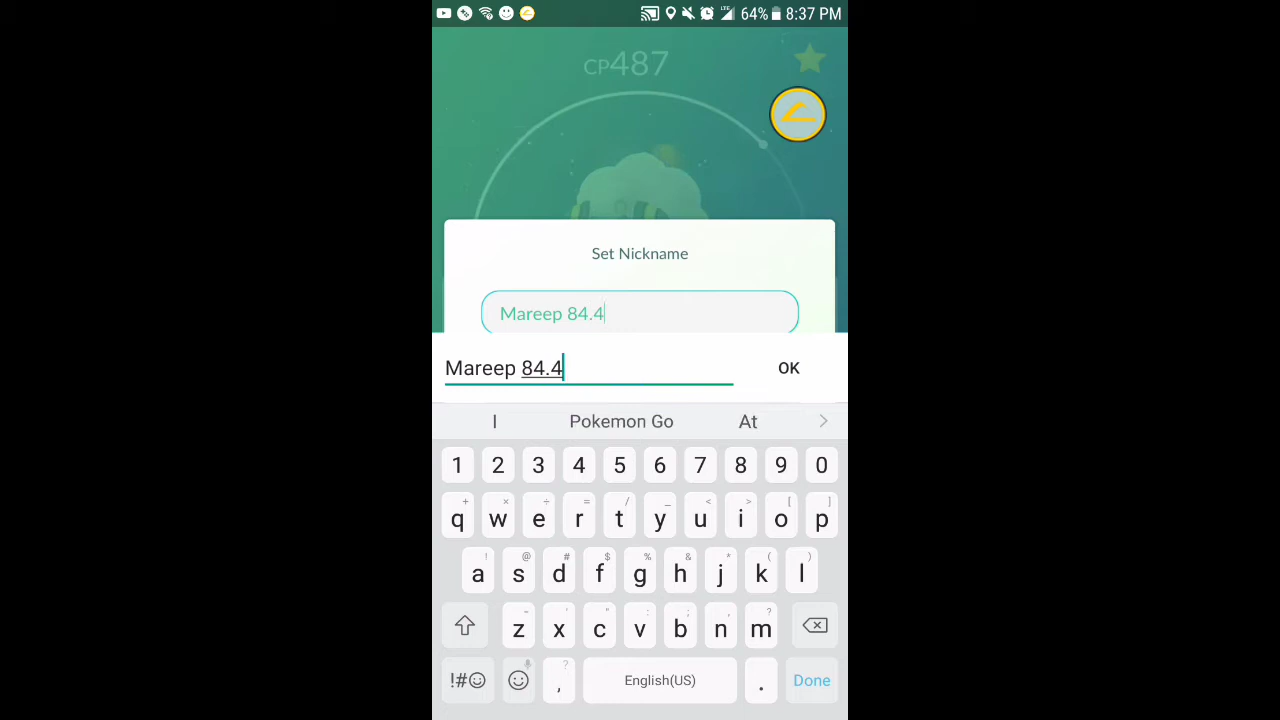 LTE 64% 8:37 PM
CP487
Set Nickname
Mareep 84.4
Mareep 84.4 OK
I Pokemon Go At >
1 2 3 4 5 6 7 8 9 0
+ × ÷ = / _ < > [ ]
q w e r t y u i o p
! @ # $ % & * ( )
a s d f g h j k l
- ' " : ; , ?
z x c v b n m
!#☺ , ? English(US) . Done